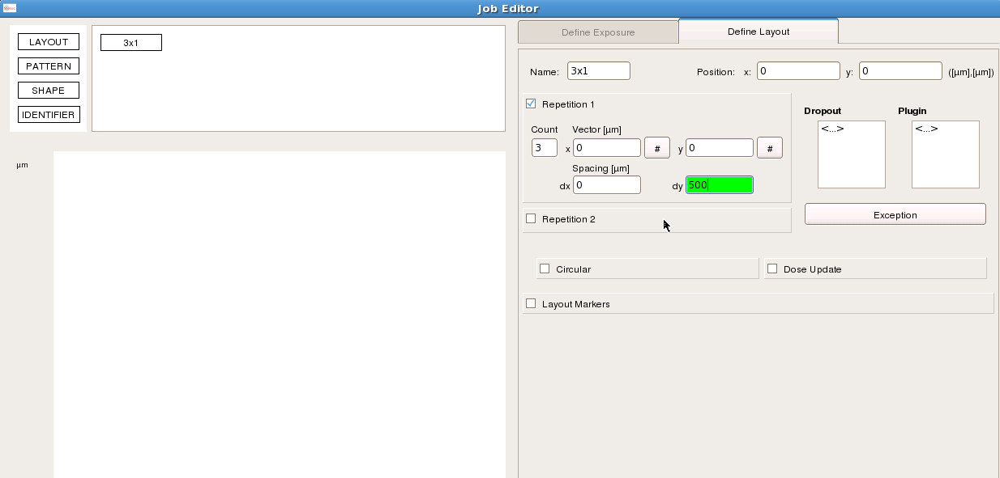 Job Editor
LAYOUT
PATTERN
SHAPE
IDENTIFIER
3x1
µm
Define Exposure
Define Layout
Name: 3x1 Position: x: 0 y: 0 ([µm],[µm])
Repetition 1
Count Vector [µm]
3 x 0 # y 0 #
Spacing [µm]
dx 0 dy 500
Dropout Plugin
<...> <...>
Repetition 2
Exception
Circular
Dose Update
Layout Markers